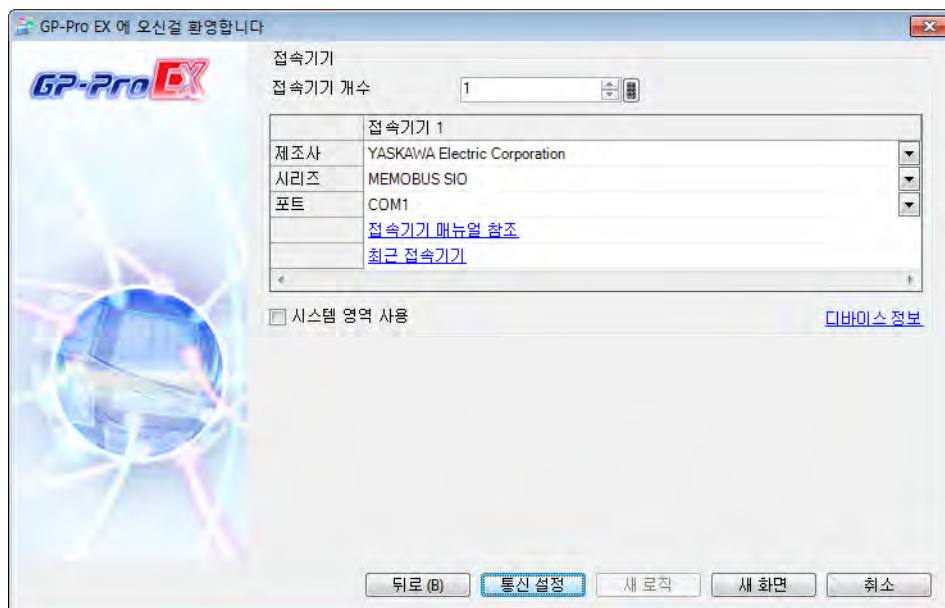 GP-Pro EX 에 오신걸 환영합니다
GP-Pro EX
접속기기
접속기기 개수 1
접속기기 1
제조사 YASKAWA Electric Corporation
시리즈 MEMOBUS SIO
포트 COM1
접속기기 매뉴얼 참조
최근 접속기기
시스템 영역 사용 디바이스 정보
뒤로(B) 통신 설정 새 로직 새 화면 취소